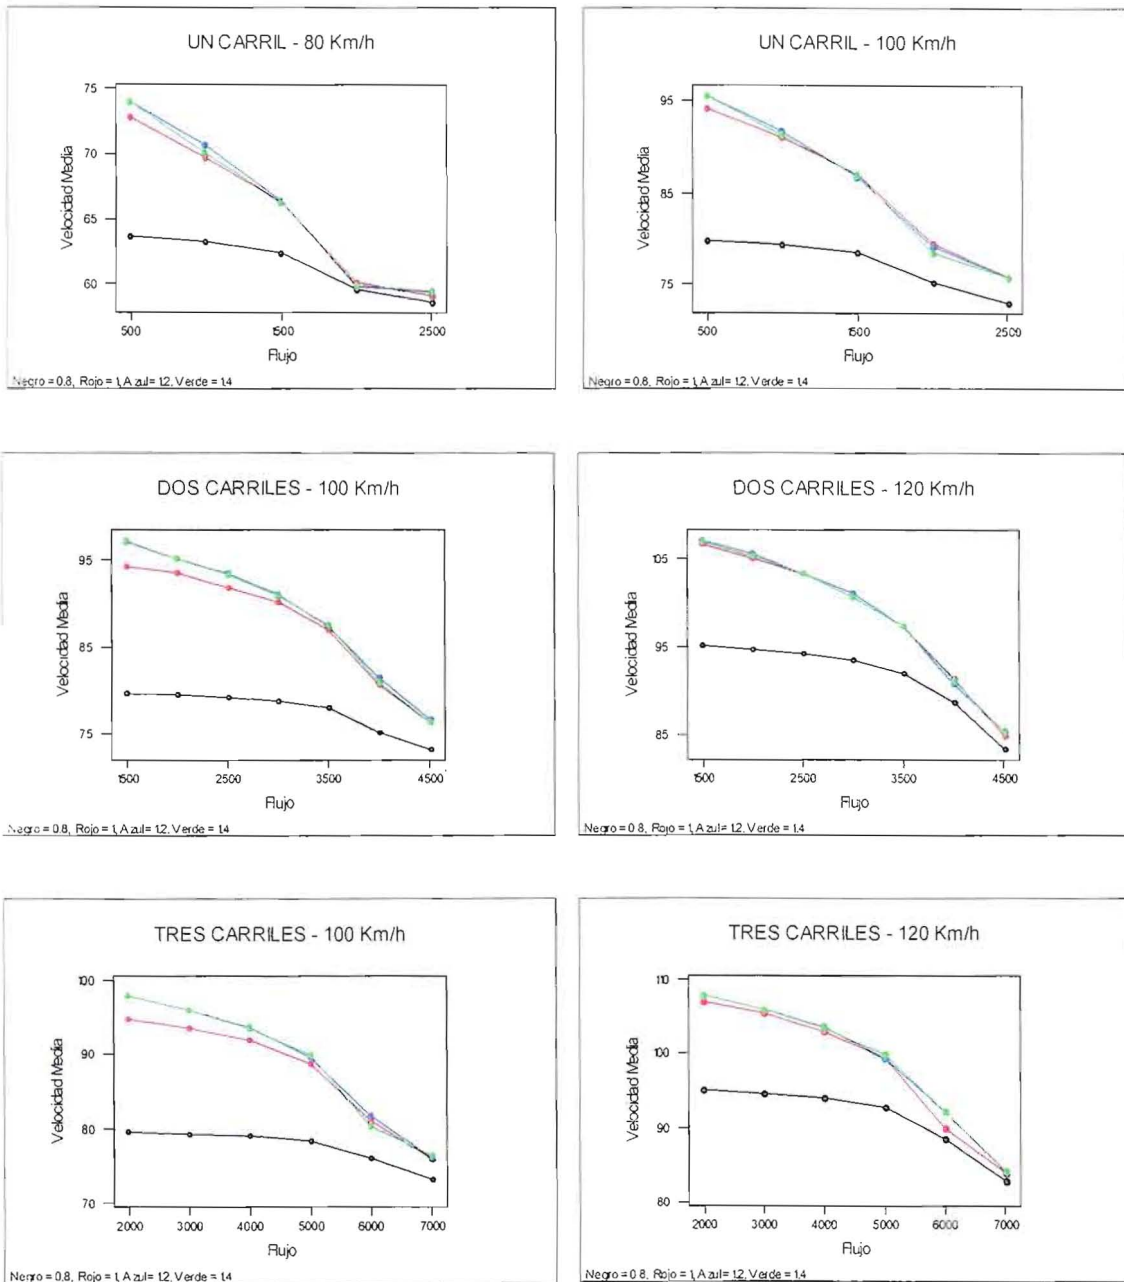 UN CARRIL - 80 Km/h
75
70
65
60
Velocidad Media
500
1500
2500
Flujo
Negro = 0.8, Rojo = 1, Azul= 1.2, Verde = 1.4
UN CARRIL - 100 Km/h
95
85
75
Velocidad Media
500
1500
2500
Flujo
Negro = 0.8, Rojo = 1, Azul= 1.2, Verde = 1.4
DOS CARRILES - 100 Km/h
95
85
75
Velocidad Media
1500
2500
3500
4500
Flujo
Negro = 0.8, Rojo = 1, Azul= 1.2, Verde = 1.4
DOS CARRILES - 120 Km/h
105
95
85
Velocidad Media
1500
2500
3500
4500
Flujo
Negro = 0.8, Rojo = 1, Azul= 1.2, Verde = 1.4
TRES CARRILES - 100 Km/h
100
90
80
70
Velocidad Media
2000
3000
4000
5000
6000
7000
Flujo
Negro = 0.8, Rojo = 1, Azul= 1.2, Verde = 1.4
TRES CARRILES - 120 Km/h
110
100
90
80
Velocidad Media
2000
3000
4000
5000
6000
7000
Flujo
Negro = 0.8, Rojo = 1, Azul= 1.2, Verde = 1.4